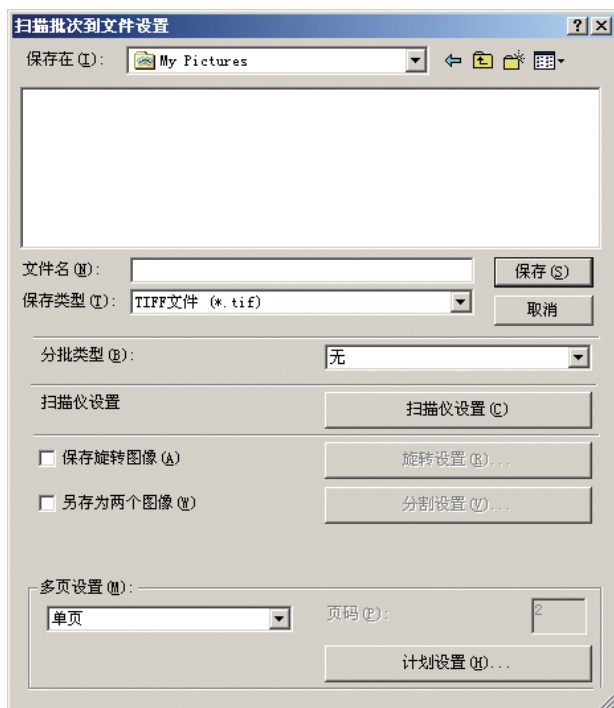 扫描批次到文件设置
保存在(I):
My Pictures
文件名(N):
保存(S)
保存类型(T):
TIFF文件 (*.tif)
取消
分批类型(B):
无
扫描仪设置
扫描仪设置(C)
保存旋转图像(A)
旋转设置(R)...
另存为两个图像(W)
分割设置(V)...
多页设置(M):
单页
页码(P):
2
计划设置(H)...